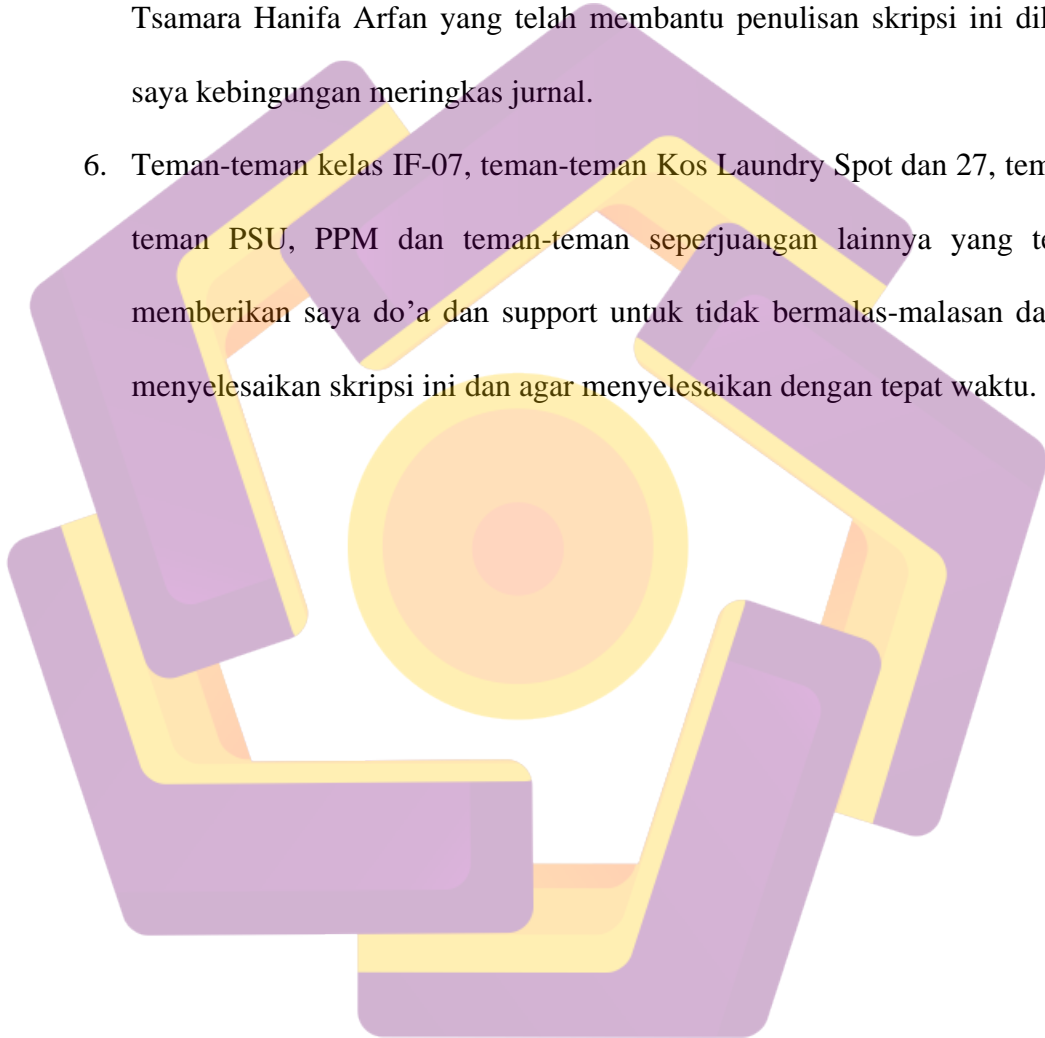 Tsamara Hanifa Arfan yang telah membantu penulisan skripsi ini
saya kebingungan meringkas jurnal.
6. Teman-teman kelas IF-07, teman-teman Kos Laundry Spot dan 27,
teman PSU, PPM dan teman-teman seperjuangan lainnya yang
memberikan saya do’a dan support untuk tidak bermalas-malasan
menyelesaikan skripsi ini dan agar menyelesaikan dengan tepat waktu.